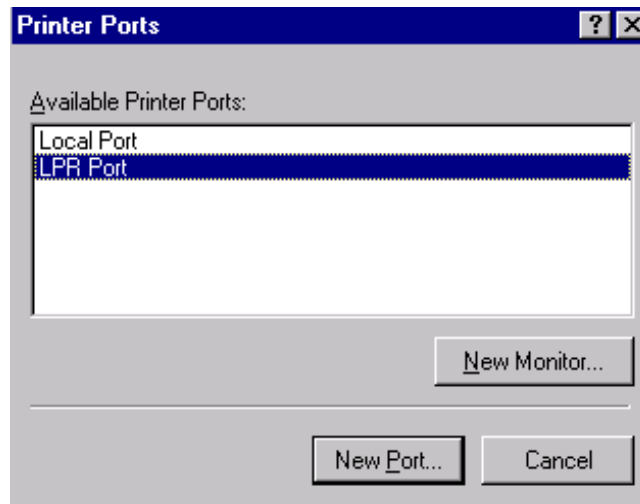 Printer Ports
Available Printer Ports:
Local Port
LPR Port
New Monitor...
New Port...
Cancel